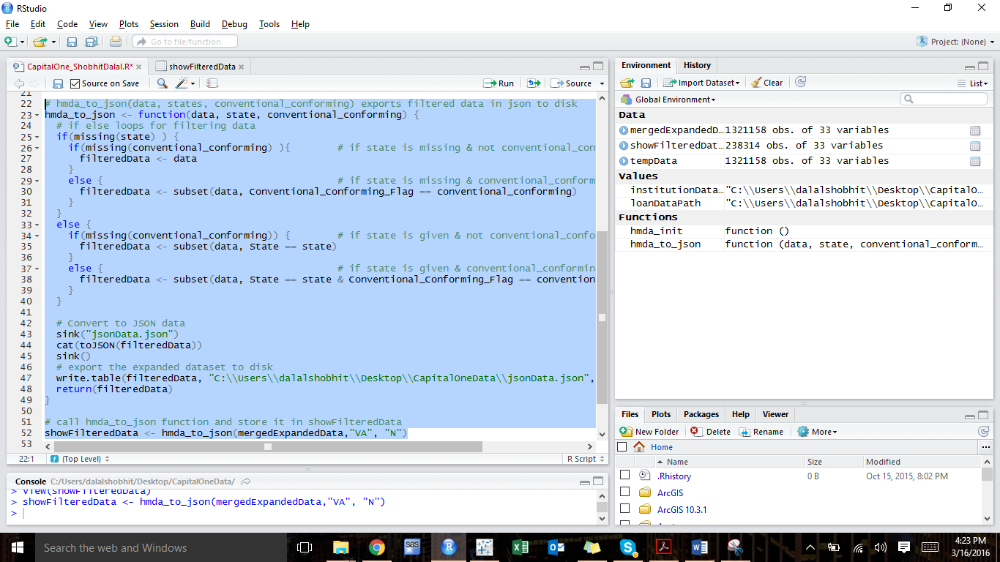 RStudio
File Edit Code View Plots Session Build Debug Tools Help
Go to file/function Project: (None)
CapitalOne_ShobhitDalal.R* showFilteredData
Source on Save Run Source
21
22 # hmda_to_json(data, states, conventional_conforming) exports filtered data in json to disk
23 hmda_to_json <- function(data, state, conventional_conforming) {
24 # if else loops for filtering data
25 if(missing(state) ) {
26 if(missing(conventional_conforming) ){ # if state is missing & not conventional_con
27 filteredData <- data
28 }
29 else { # if state is missing & conventional_conform
30 filteredData <- subset(data, Conventional_Conforming_Flag == conventional_conforming)
31 }
32 }
33 else {
34 if(missing(conventional_conforming)) { # if state is given & not conventional_confo
35 filteredData <- subset(data, State == state)
36 }
37 else { # if state is given & conventional_conformin
38 filteredData <- subset(data, State == state & Conventional_Conforming_Flag == convention
39 }
40 }
41
42 # Convert to JSON data
43 sink("jsonData.json")
44 cat(toJSON(filteredData))
45 sink()
46 # export the expanded dataset to disk
47 write.table(filteredData, "C:\\Users\\dalalshobhit\\Desktop\\CapitalOneData\\jsonData.json",
48 return(filteredData)
49 }
50
51 # call hmda_to_json function and store it in showFilteredData
52 showFilteredData <- hmda_to_json(mergedExpandedData,"VA", "N")
53
22:1 (Top Level) R Script
Console C:/Users/dalalshobhit/Desktop/CapitalOneData/
> View(showFilteredData)
> showFilteredData <- hmda_to_json(mergedExpandedData,"VA", "N")
>
Environment History
Import Dataset Clear List
Global Environment
Data
mergedExpandedD… 1321158 obs. of 33 variables
showFilteredDat… 238314 obs. of 33 variables
tempData 1321158 obs. of 33 variables
Values
institutionData… "C:\\Users\\dalalshobhit\\Desktop\\CapitalO…
loanDataPath "C:\\Users\\dalalshobhit\\Desktop\\CapitalO…
Functions
hmda_init function ()
hmda_to_json function (data, state, conventional_conform…
Files Plots Packages Help Viewer
New Folder Delete Rename More
Home ...
Name Size Modified
.Rhistory 0 B Oct 15, 2015, 8:02 PM
ArcGIS
ArcGIS 10.3.1
Search the web and Windows
sas
4:23 PM
3/16/2016